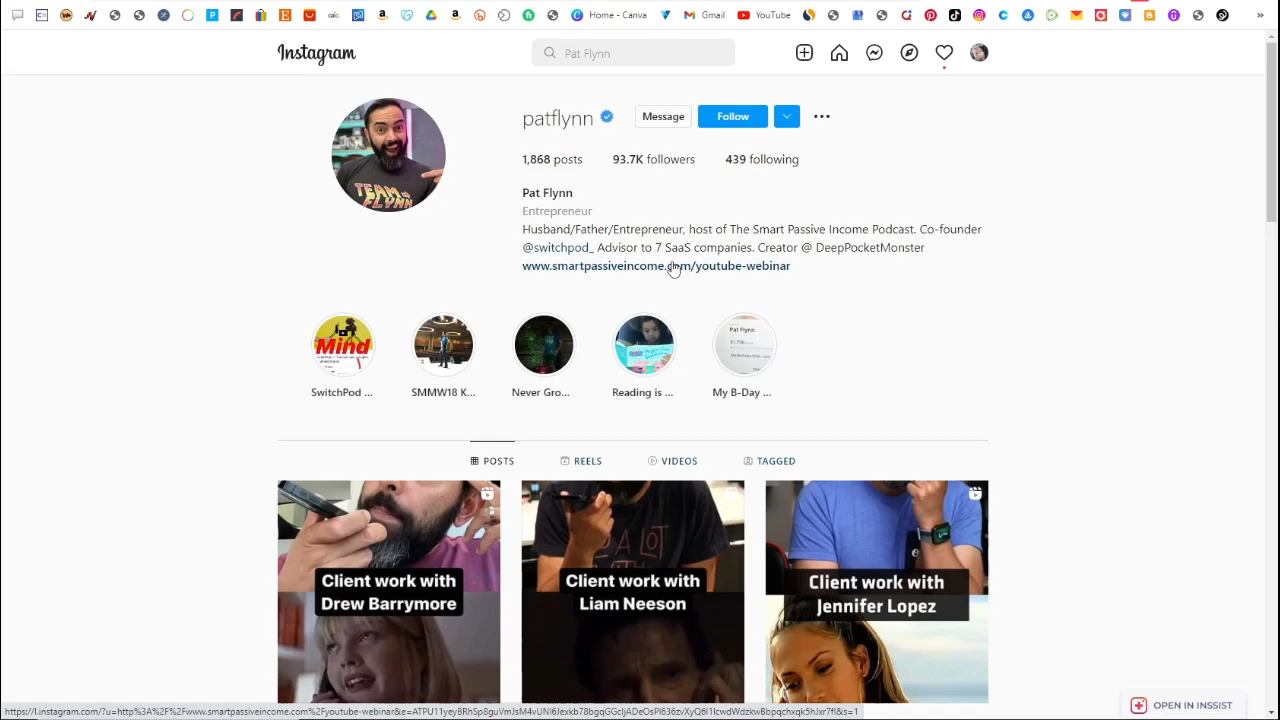 Home - Canva
Gmail
YouTube
Instagram
Pat Flynn
patflynn
Message
Follow
1,868 posts 93.7K followers 439 following
Pat Flynn
Entrepreneur
Husband/Father/Entrepreneur, host of The Smart Passive Income Podcast. Co-founder
@switchpod_ Advisor to 7 SaaS companies. Creator @ DeepPocketMonster
www.smartpassiveincome.com/youtube-webinar
TEAM
FLYNN
Mind
Pat Flynn
SwitchPod ...
SMMW18 K...
Never Gro...
Reading is ...
My B-Day ...
POSTS
REELS
VIDEOS
TAGGED
Client work with
Drew Barrymore
Client work with
Liam Neeson
Client work with
Jennifer Lopez
OPEN IN INSSIST